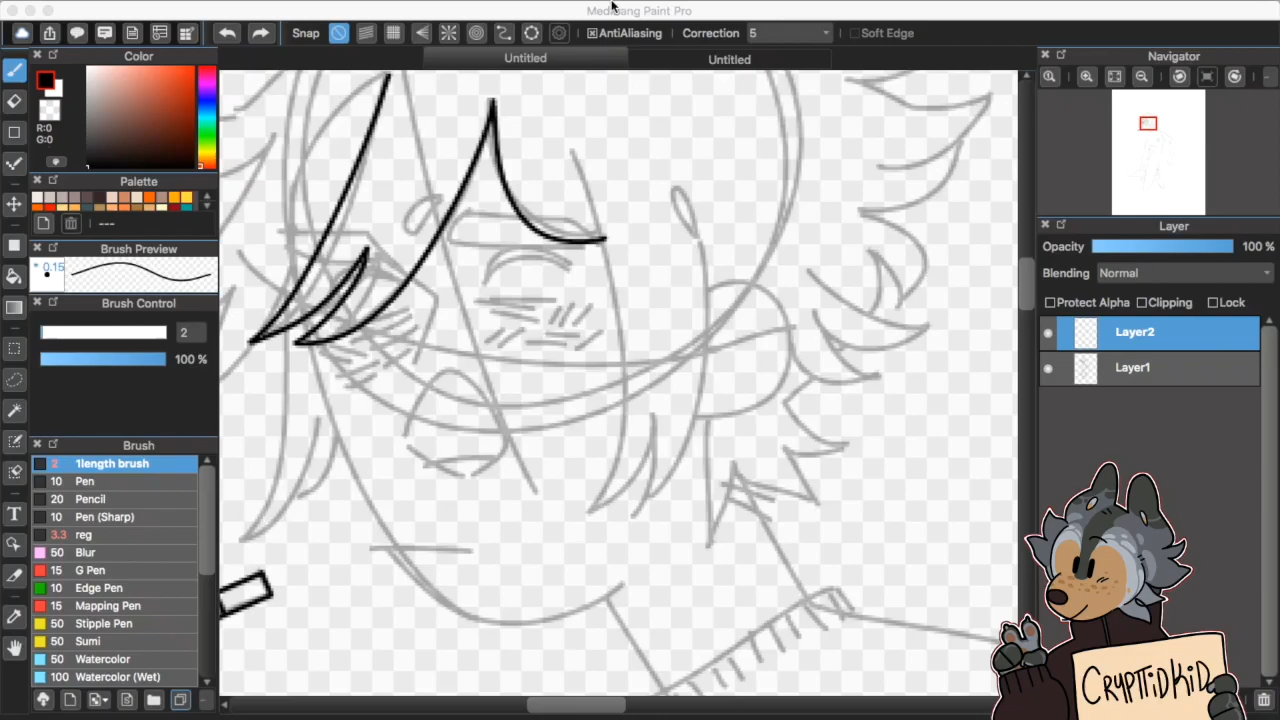 MediBang Paint Pro
Snap AntiAliasing Correction 5 Soft Edge
Color Untitled Untitled Navigator
R:0
G:0
Palette
---
Brush Preview
* 0.15
Brush Control
2
100 %
Brush
2 1length brush
10 Pen
20 Pencil
10 Pen (Sharp)
3.3 reg
50 Blur
15 G Pen
10 Edge Pen
15 Mapping Pen
50 Stipple Pen
50 Sumi
50 Watercolor
100 Watercolor (Wet)
Layer
Opacity 100 %
Blending Normal
Protect Alpha Clipping Lock
Layer2
Layer1
CRYPTiDKiD